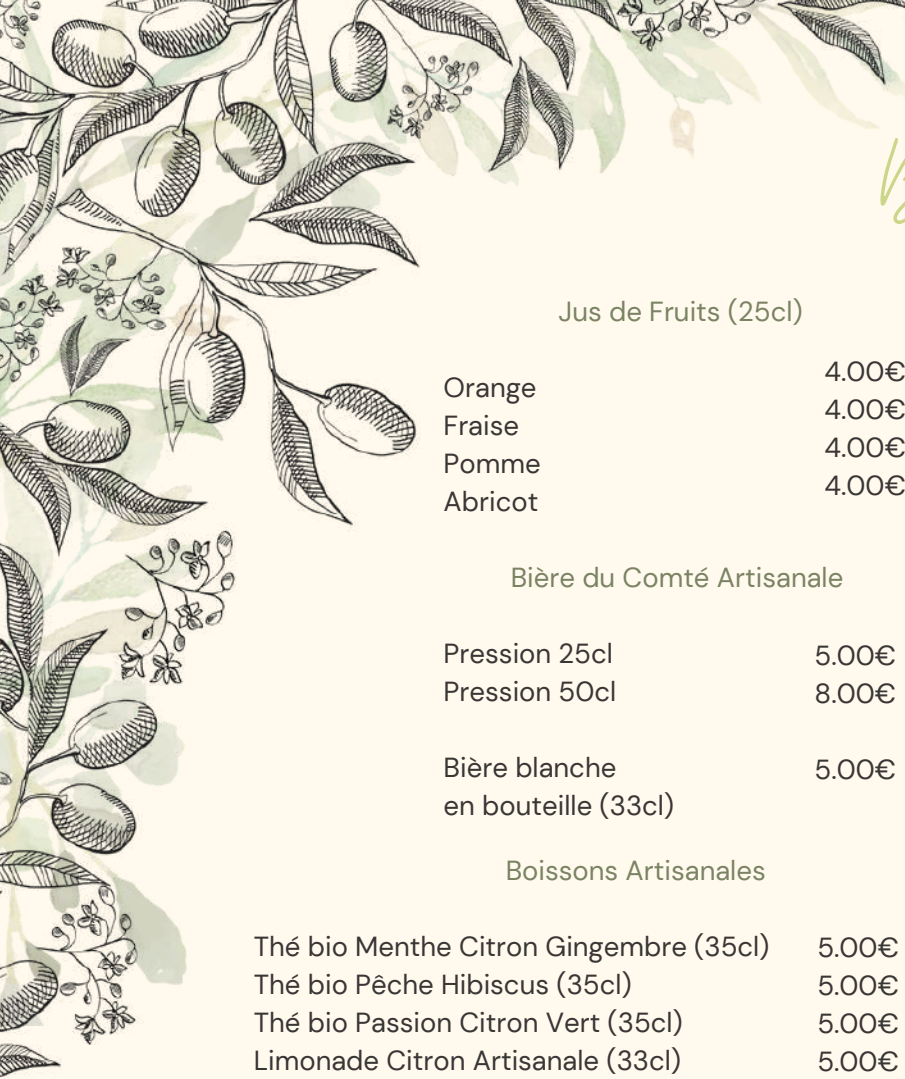 Jus de Fruits (25cl)
Orange 4.00€
Fraise 4.00€
Pomme 4.00€
Abricot 4.00€
Bière du Comté Artisanale
Pression 25cl 5.00€
Pression 50cl 8.00€
Bière blanche 5.00€
en bouteille (33cl)
Boissons Artisanales
Thé bio Menthe Citron Gingembre (35cl) 5.00€
Thé bio Pêche Hibiscus (35cl) 5.00€
Thé bio Passion Citron Vert (35cl) 5.00€
Limonade Citron Artisanale (33cl) 5.00€